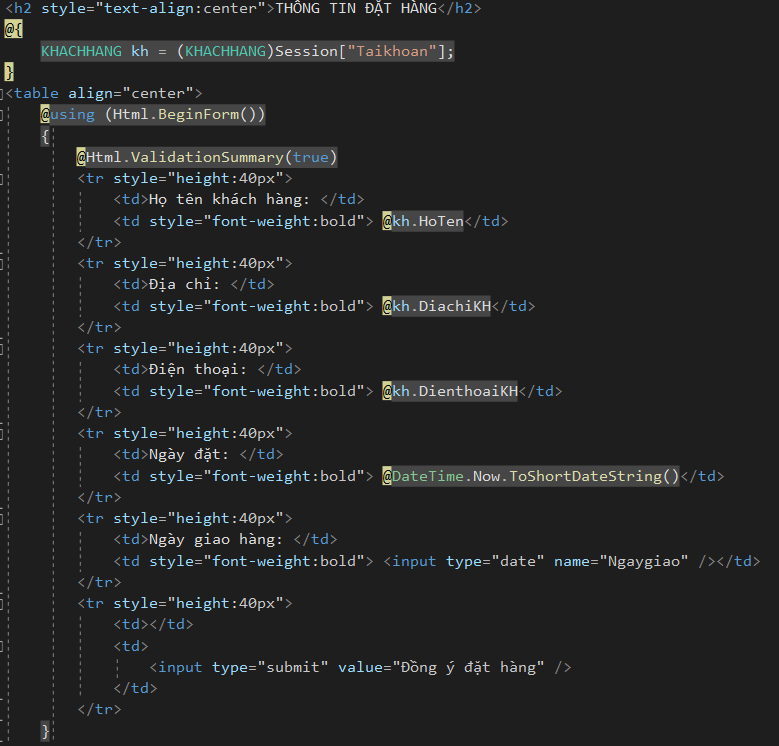 <h2 style="text-align:center">THÔNG TIN ĐẶT HÀNG</h2>
@{
    KHACHHANG kh = (KHACHHANG)Session["Taikhoan"];
}
<table align="center">
    @using (Html.BeginForm())
    {
        @Html.ValidationSummary(true)
        <tr style="height:40px">
            <td>Họ tên khách hàng: </td>
            <td style="font-weight:bold"> @kh.HoTen</td>
        </tr>
        <tr style="height:40px">
            <td>Địa chỉ: </td>
            <td style="font-weight:bold"> @kh.DiachiKH</td>
        </tr>
        <tr style="height:40px">
            <td>Điện thoại: </td>
            <td style="font-weight:bold"> @kh.DienthoaiKH</td>
        </tr>
        <tr style="height:40px">
            <td>Ngày đặt: </td>
            <td style="font-weight:bold"> @DateTime.Now.ToShortDateString()</td>
        </tr>
        <tr style="height:40px">
            <td>Ngày giao hàng: </td>
            <td style="font-weight:bold"> <input type="date" name="Ngaygiao" /></td>
        </tr>
        <tr style="height:40px">
            <td></td>
            <td>
                <input type="submit" value="Đồng ý đặt hàng" />
            </td>
        </tr>
    }